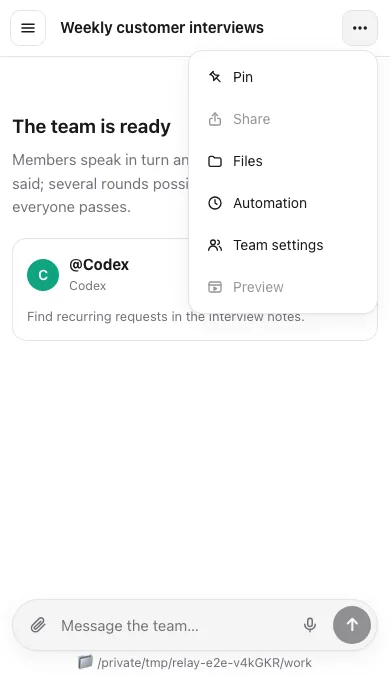 Weekly customer interviews
Pin
Share
Files
Automation
Team settings
Preview
The team is ready
Members speak in turn an
said; several rounds possi
everyone passes.
C
@Codex
Codex
Find recurring requests in the interview notes.
Message the team...
/private/tmp/relay-e2e-v4kGKR/work